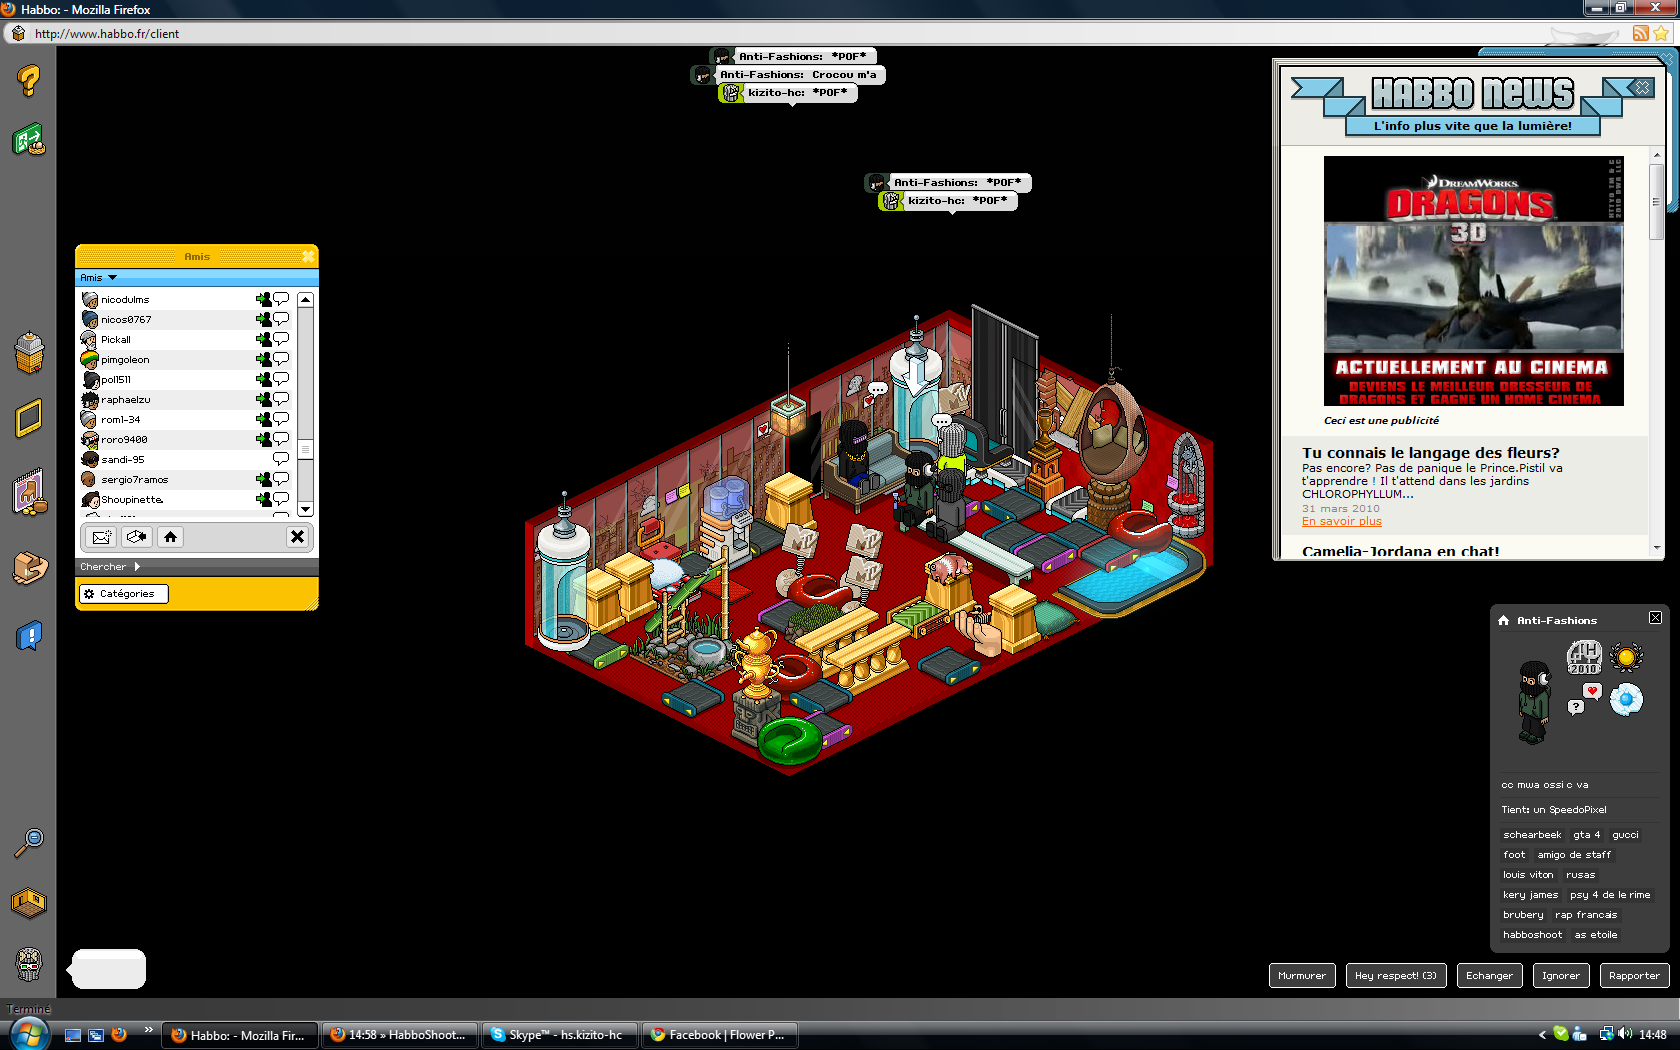 Habbo: - Mozilla Firefox
http://www.habbo.fr/client
Anti-Fashions: *POF*
Anti-Fashions: Crocou m'a
kizito-hc: *POF*
Anti-Fashions: *POF*
kizito-hc: *POF*
HABBO NEWS
L'info plus vite que la lumière!
DREAMWORKS
DRAGONS
3D
ACTUELLEMENT AU CINEMA
DEVIENS LE MEILLEUR DRESSEUR DE
DRAGONS ET GAGNE UN HOME CINEMA
Ceci est une publicité
Tu connais le langage des fleurs?
Pas encore? Pas de panique le Prince.Pistil va
t'apprendre ! Il t'attend dans les jardins
CHLOROPHYLLUM...
31 mars 2010
En savoir plus
Camelia-Jordana en chat!
Amis
Amis
nicodulms
nicos0767
Pickall
pimgoleon
pol1511
raphaelzu
rom1-34
roro9400
sandi-95
sergio7ramos
Shoupinette.
Chercher
Catégories
MTV
MTV
MTV
MTV
Anti-Fashions
IH
2010
cc mwa ossi c va
Tient: un SpeedoPixel
schearbeek gta 4 gucci
foot amigo de staff
louis viton rusas
kery james psy 4 de le rime
brubery rap francais
habboshoot as etoile
Murmurer Hey respect! (3) Echanger Ignorer Rapporter
Terminé
Habbo: - Mozilla Fir...
14:58 » HabboShoot...
Skype™ - hs.kizito-hc
Facebook | Flower P...
14:48